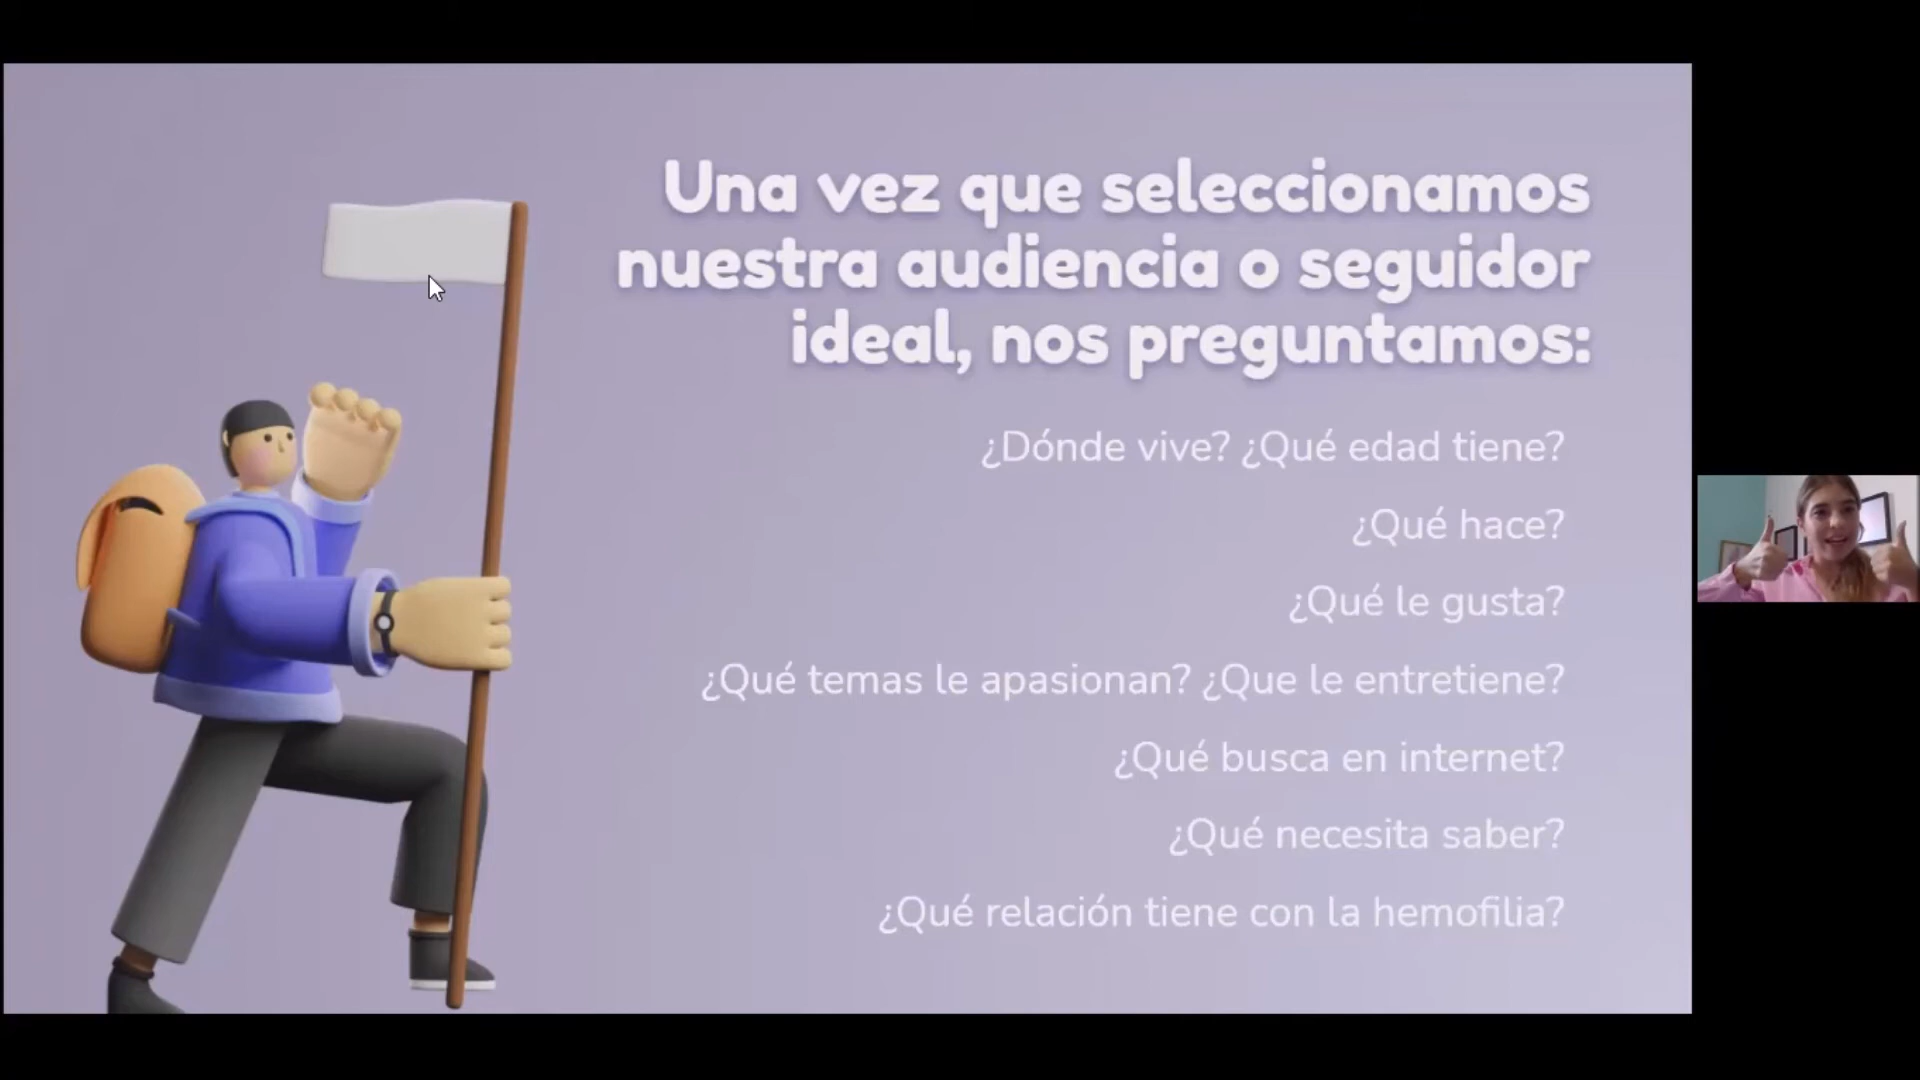 Una vez que seleccionamos
nuestra audiencia o seguidor
ideal, nos preguntamos:
¿Dónde vive? ¿Qué edad tiene?
¿Qué hace?
¿Qué le gusta?
¿Qué temas le apasionan? ¿Que le entretiene?
¿Qué busca en internet?
¿Qué necesita saber?
¿Qué relación tiene con la hemofilia?